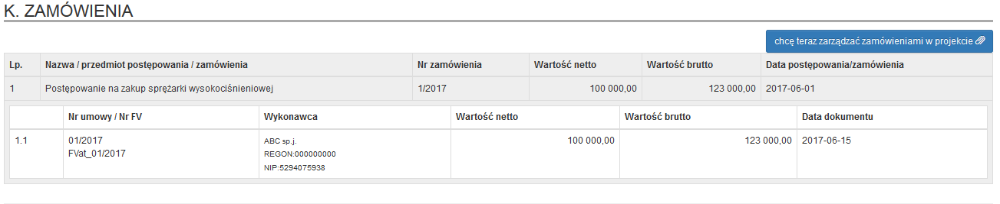 K. ZAMÓWIENIA
chcę teraz zarządzać zamówieniami w projekcie
Lp. Nazwa / przedmiot postępowania / zamówienia Nr zamówienia Wartość netto Wartość brutto Data postępowania/zamówienia
1 Postępowanie na zakup sprężarki wysokociśnieniowej 1/2017 100 000,00 123 000,00 2017-06-01
Nr umowy / Nr FV Wykonawca Wartość netto Wartość brutto Data dokumentu
1.1 01/2017 ABC sp.j. 100 000,00 123 000,00 2017-06-15
FVat_01/2017 REGON:000000000
NIP:5294075938